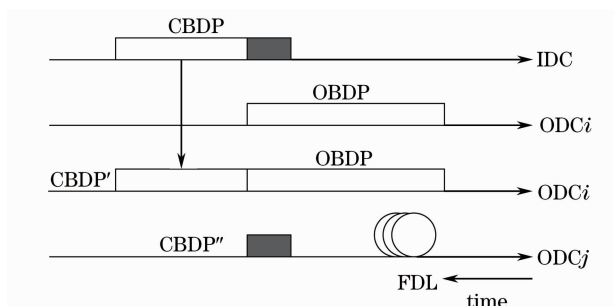 CBDP
IDC
OBDP
ODCi
OBDP
CBDP′
ODCi
CBDP″
ODCj
FDL
time